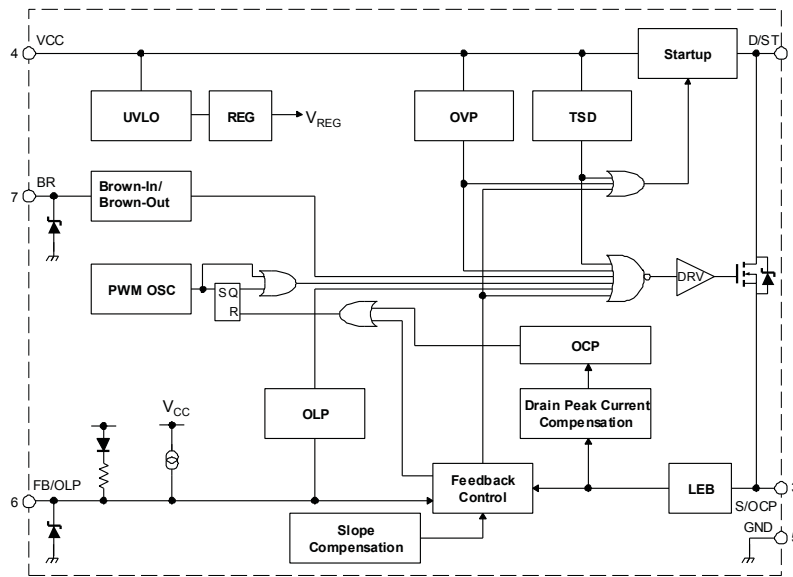 VCC
D/ST
4
Startup
UVLO
REG
VREG
OVP
TSD
BR
7
Brown-In/
Brown-Out
PWM OSC
S Q
R
DRV
OCP
VCC
OLP
Drain Peak Current
Compensation
FB/OLP
6
Feedback
Control
LEB
3
S/OCP
Slope
Compensation
GND